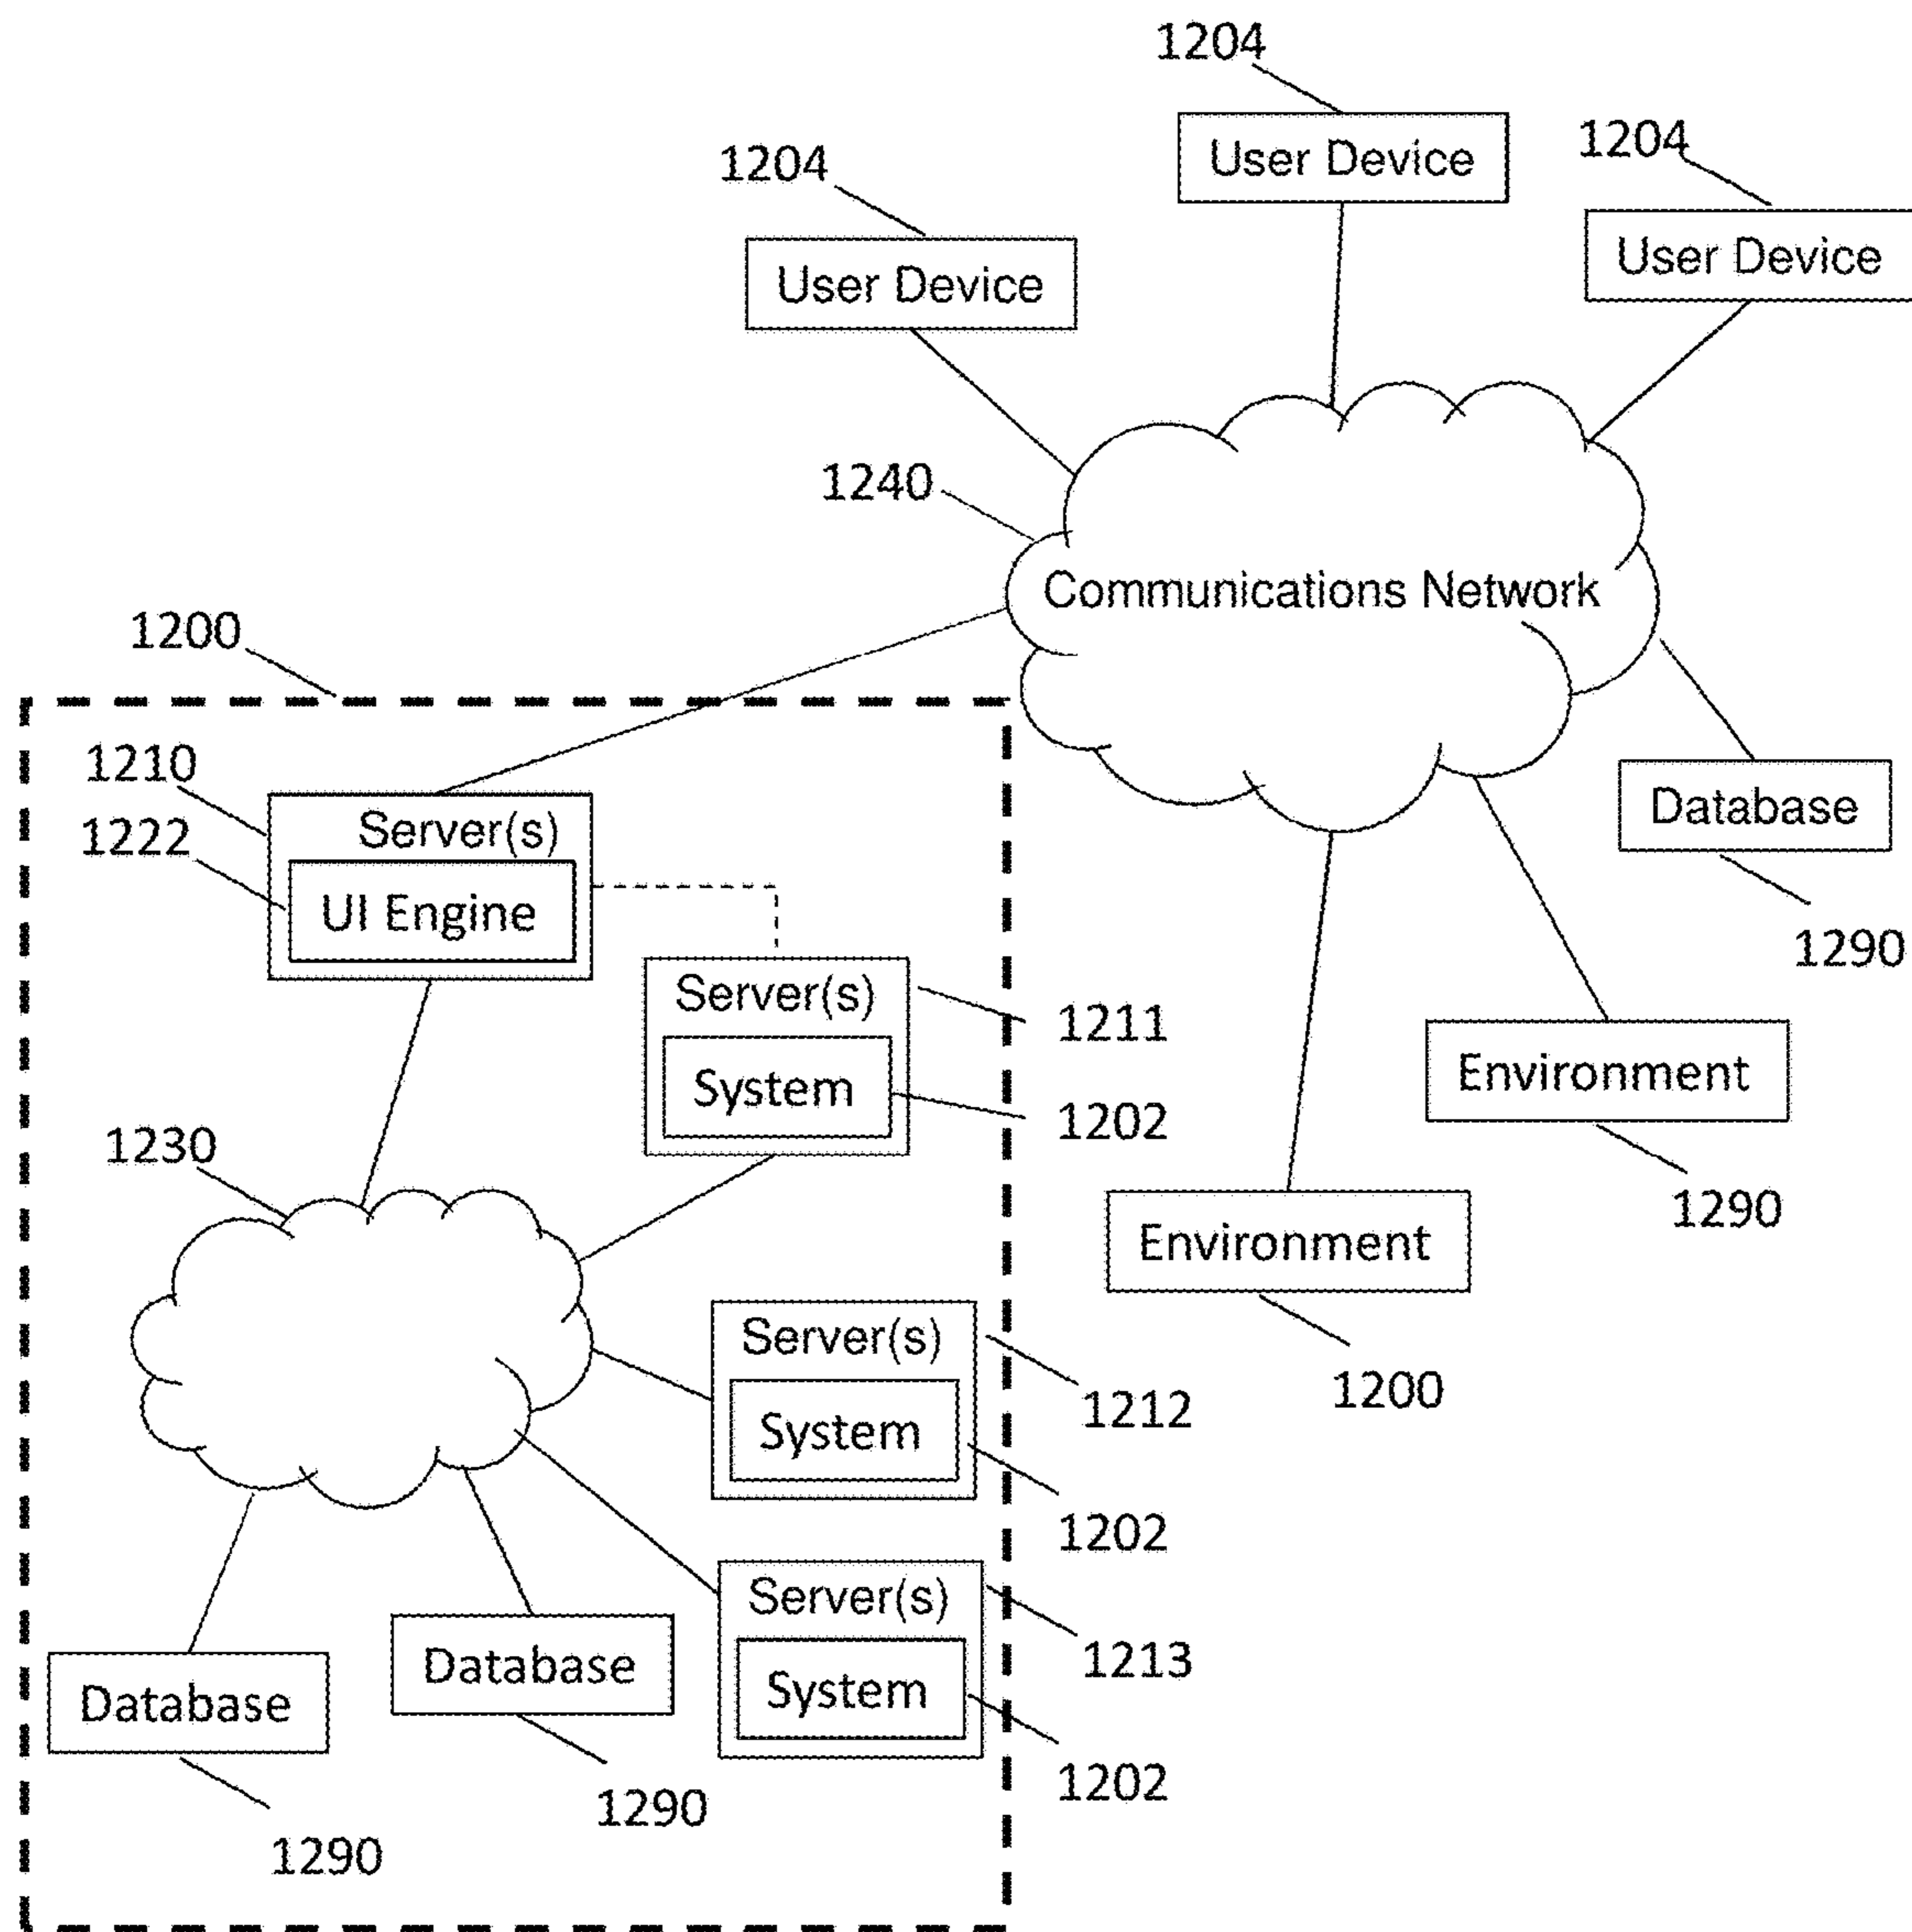 1204
1204
1204
User Device
User Device
User Device
1240
Communications Network
1200
1210
Server(s)
1222
UI Engine
Database
1290
Server(s)
1211
System
1202
Environment
1290
1230
Environment
1200
Server(s)
1212
System
1202
Server(s)
1213
System
1202
Database
1290
Database
1290